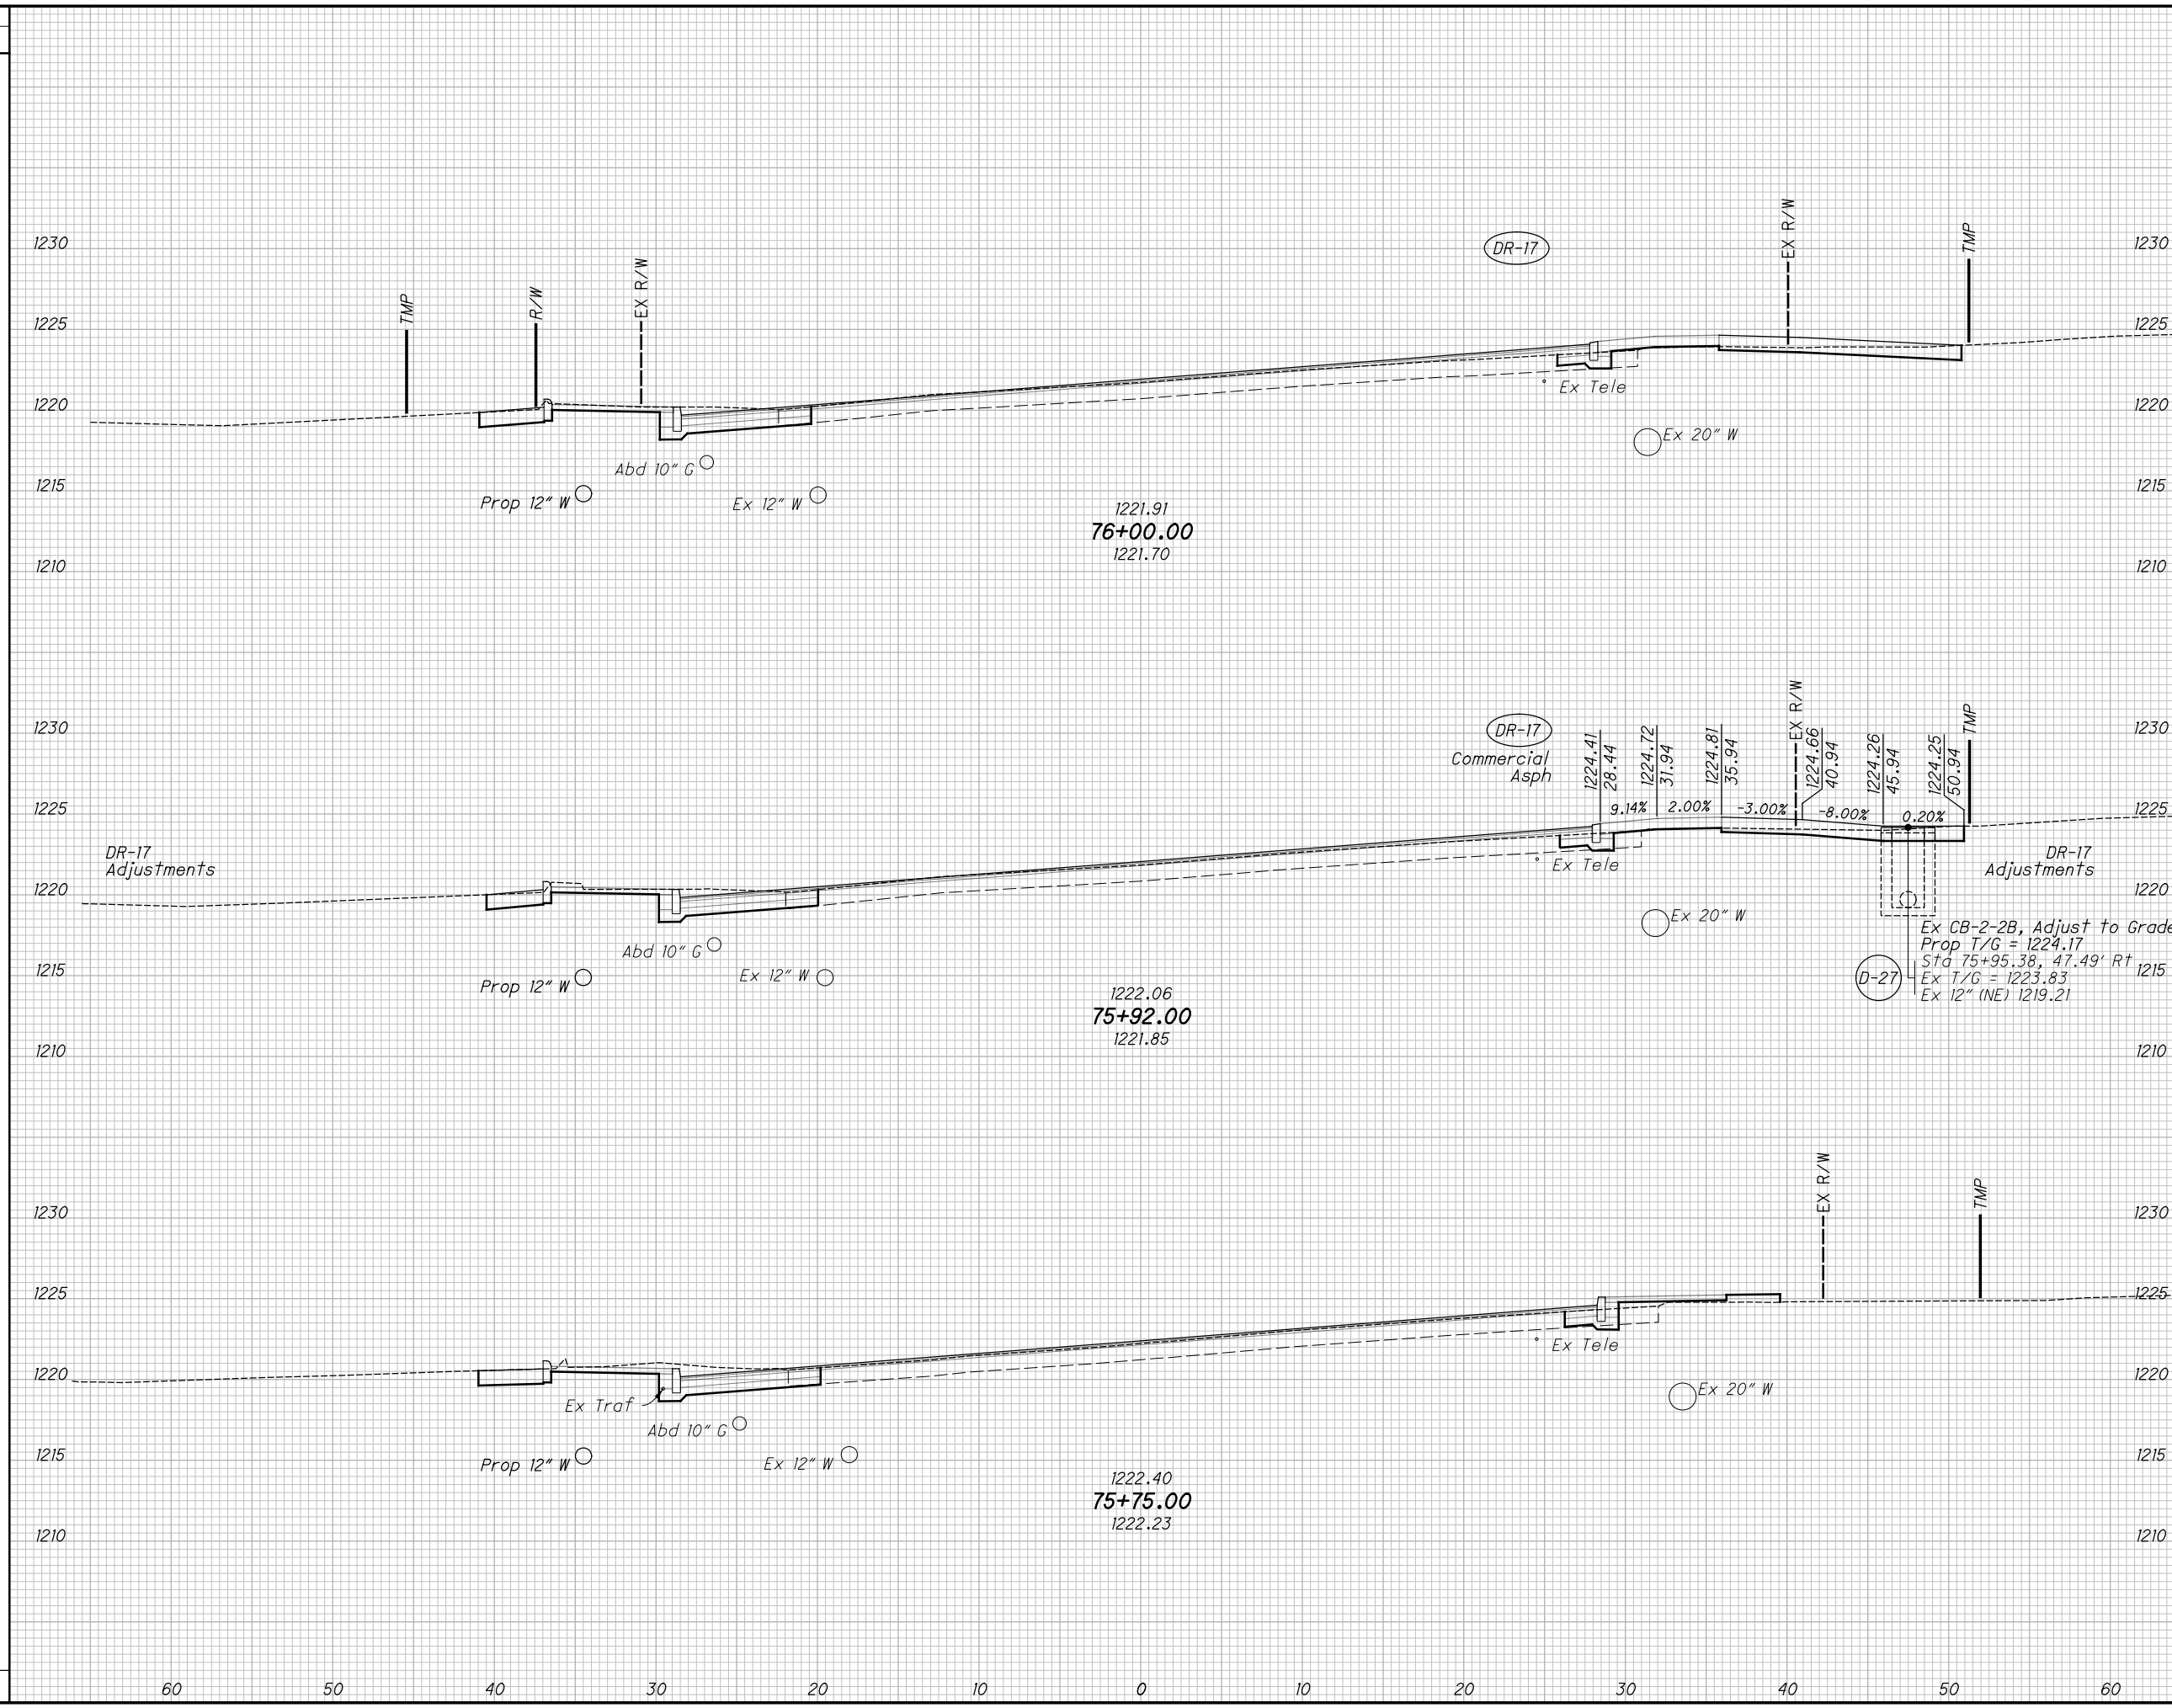 TMP
R/W
EX R/W
DR-17
EX R/W
TMP
1230 1230
1225 1225
1220 1220
1215 1215
1210 1210
Ex Tele
Ex 20" W
Abd 10" G
Prop 12" W
Ex 12" W
1221.91
76+00.00
1221.70
1230 1230
1225 1225
1220 1220
1215 1215
1210 1210
DR-17
Commercial
Asph
1224.41
28.44
1224.72
31.94
1224.81
35.94
EX R/W
1224.66
40.94
1224.26
45.94
1224.25
50.94
TMP
9.14% 2.00% -3.00% -8.00% 0.20%
DR-17
Adjustments
DR-17
Adjustments
Ex Tele
Ex 20" W
Abd 10" G
Prop 12" W
Ex 12" W
Ex CB-2-2B, Adjust to Grade
Prop T/G = 1224.17
Sta 75+95.38, 47.49' Rt
Ex T/G = 1223.83
Ex 12" (NE) 1219.21
D-27
1222.06
75+92.00
1221.85
EX R/W
TMP
1230 1230
1225 1225
1220 1220
1215 1215
1210 1210
Ex Tele
Ex 20" W
Ex Traf
Abd 10" G
Prop 12" W
Ex 12" W
1222.40
75+75.00
1222.23
60 50 40 30 20 10 0 10 20 30 40 50 60